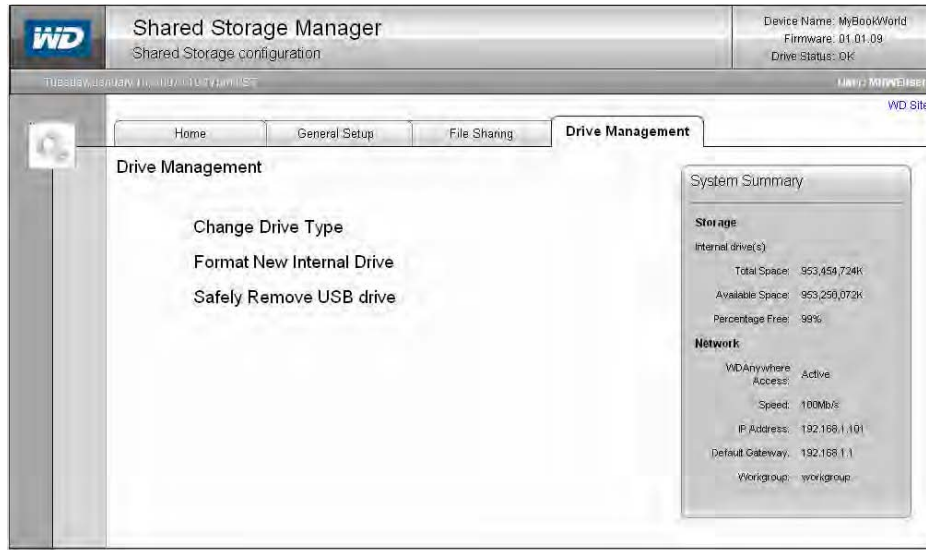 WD
Shared Storage Manager
Shared Storage configuration
Device Name: MyBookWorld
Firmware: 01.01.09
Drive Status: OK
WD Site
Home
General Setup
File Sharing
Drive Management
Drive Management
Change Drive Type
Format New Internal Drive
Safely Remove USB drive
System Summary
Storage
Internal drive(s)
Total Space: 953,454,724K
Available Space: 953,250,072K
Percentage Free: 99%
Network
WDAnywhere Access: Active
Speed: 100Mb/s
IP Address: 192.168.1.101
Default Gateway: 192.168.1.1
Workgroup: workgroup